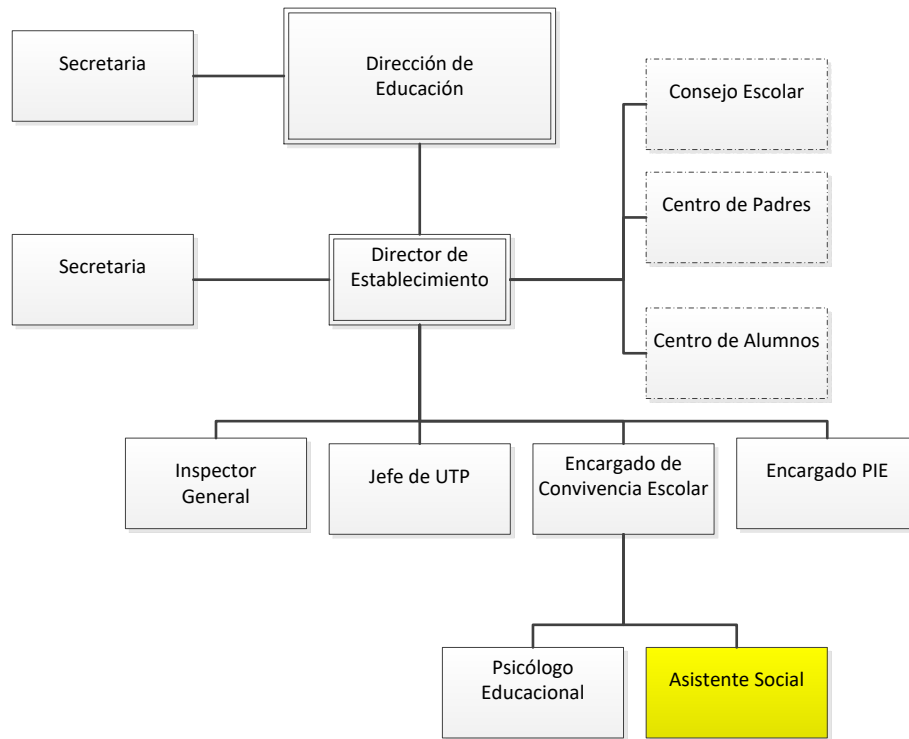 Secretaria
Dirección de
Educación
Consejo Escolar
Centro de Padres
Secretaria
Director de
Establecimiento
Centro de Alumnos
Inspector
General
Jefe de UTP
Encargado de
Convivencia Escolar
Encargado PIE
Psicólogo
Educacional
Asistente Social